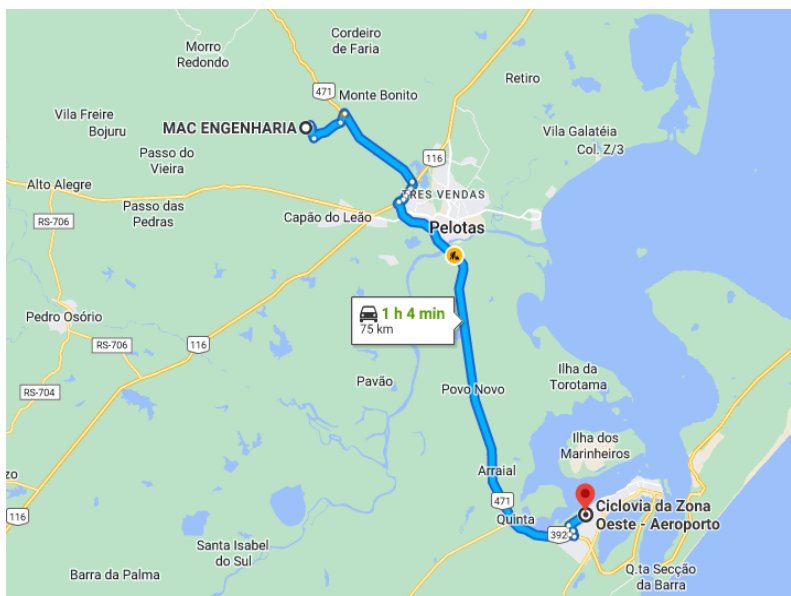 Cordeiro
de Faria
Morro
Redondo
Retiro
471
Monte Bonito
Vila Freire
Bojuru
MAC ENGENHARIA
Vila Galatéia
Col. Z/3
Passo do
Vieira
116
Alto Alegre
TRES VENDAS
Passo das
Pedras
Capão do Leão
RS-706
Pelotas
1 h 4 min
75 km
Pedro Osório
RS-706
116
Ilha da
Torotama
Pavão
Povo Novo
RS-704
Ilha dos
Marinheiros
zo
Arraial
471
Ciclovia da Zona
Oeste - Aeroporto
116
Quinta
392
Santa Isabel
do Sul
Barra da Palma
Q.ta Secção
da Barra